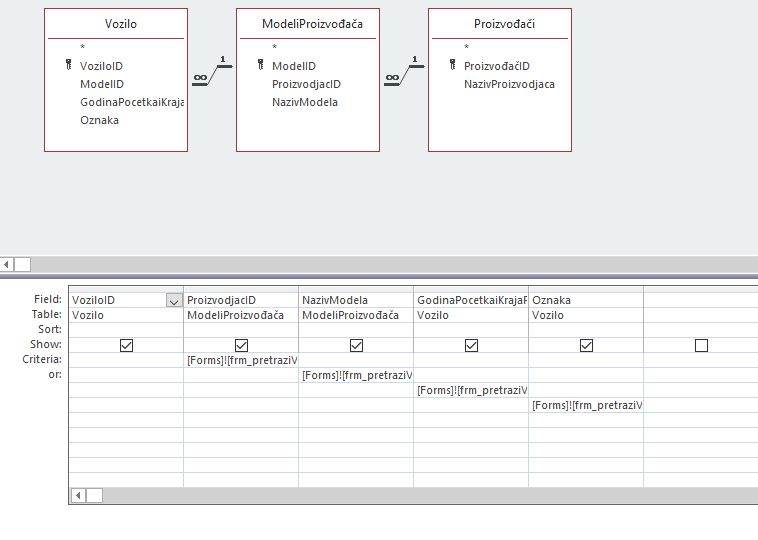 Vozilo
*
VoziloID
ModelID
GodinaPocetkaiKraja
Oznaka
∞ 1
ModeliProizvođača
*
ModelID
ProizvodjacID
NazivModela
∞ 1
Proizvođači
*
ProizvođačID
NazivProizvodjaca
Field: VoziloID ProizvodjacID NazivModela GodinaPocetkaiKrajaF Oznaka
Table: Vozilo ModeliProizvođača ModeliProizvođača Vozilo Vozilo
Sort:
Show:
Criteria: [Forms]![frm_pretraziV
or: [Forms]![frm_pretraziV
[Forms]![frm_pretraziV
[Forms]![frm_pretraziV